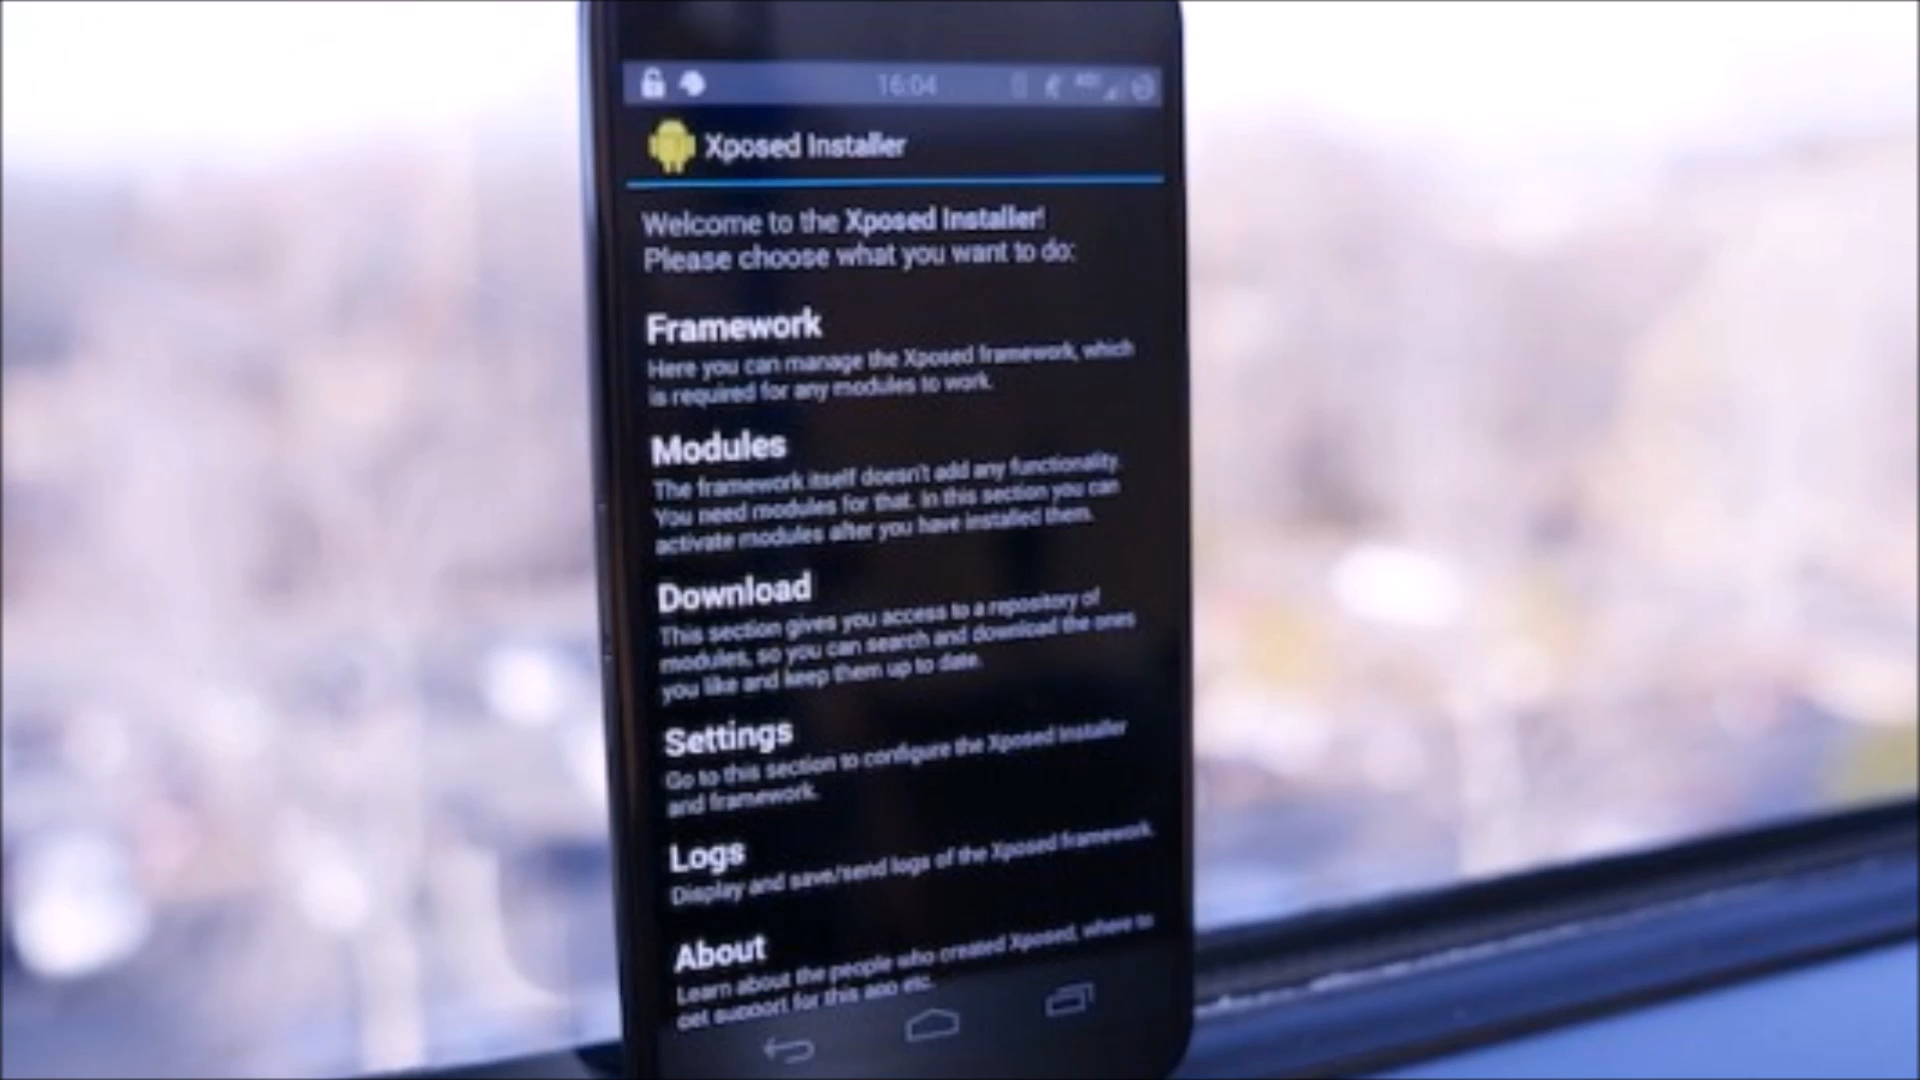 16:04
Xposed Installer
Welcome to the Xposed Installer!
Please choose what you want to do:
Framework
Here you can manage the Xposed framework, which
is required for any modules to work.
Modules
The framework itself doesn't add any functionality.
You need modules for that. In this section you can
activate modules after you have installed them.
Download
This section gives you access to a repository of
modules, so you can search and download the ones
you like and keep them up to date.
Settings
Go to this section to configure the Xposed Installer
and framework.
Logs
Display and save/send logs of the Xposed framework.
About
Learn about the people who created Xposed, where to
get support for this app etc.